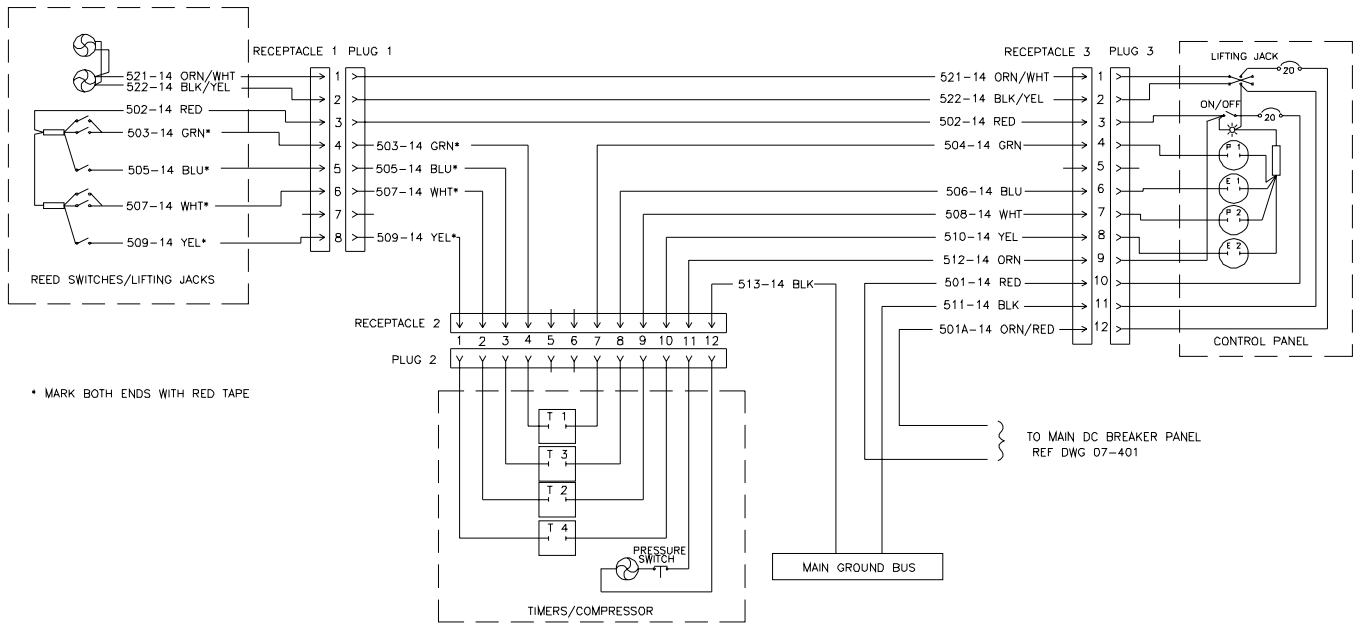 RECEPTACLE 1 PLUG 1
RECEPTACLE 3 PLUG 3
LIFTING JACK
20
ON/OFF
20
521-14 ORN/WHT
522-14 BLK/YEL
502-14 RED
503-14 GRN*
505-14 BLU*
507-14 WHT*
509-14 YEL*
REED SWITCHES/LIFTING JACKS
1
2
3
4
5
6
7
8
503-14 GRN*
505-14 BLU*
507-14 WHT*
509-14 YEL*
521-14 ORN/WHT
522-14 BLK/YEL
502-14 RED
504-14 GRN
506-14 BLU
508-14 WHT
510-14 YEL
512-14 ORN
501-14 RED
511-14 BLK
501A-14 ORN/RED
1
2
3
4
5
6
7
8
9
10
11
12
P 1
E 1
P 2
E 2
CONTROL PANEL
513-14 BLK
RECEPTACLE 2
1 2 3 4 5 6 7 8 9 10 11 12
PLUG 2
* MARK BOTH ENDS WITH RED TAPE
T 1
T 3
T 2
T 4
PRESSURE
SWITCH
TIMERS/COMPRESSOR
MAIN GROUND BUS
TO MAIN DC BREAKER PANEL
REF DWG 07-401